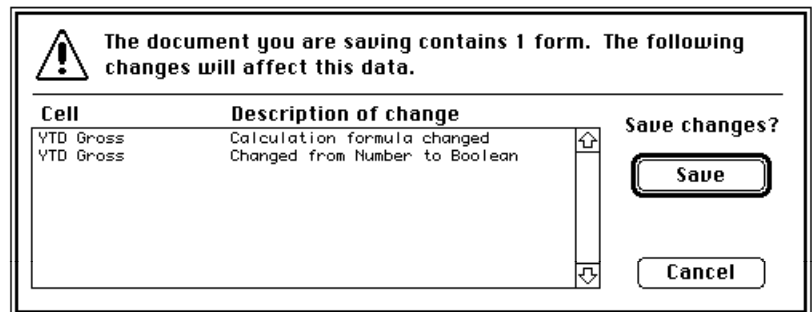 The document you are saving contains 1 form. The following
changes will affect this data.
Cell Description of change
YTD Gross Calculation formula changed
YTD Gross Changed from Number to Boolean
Save changes?
Save
Cancel